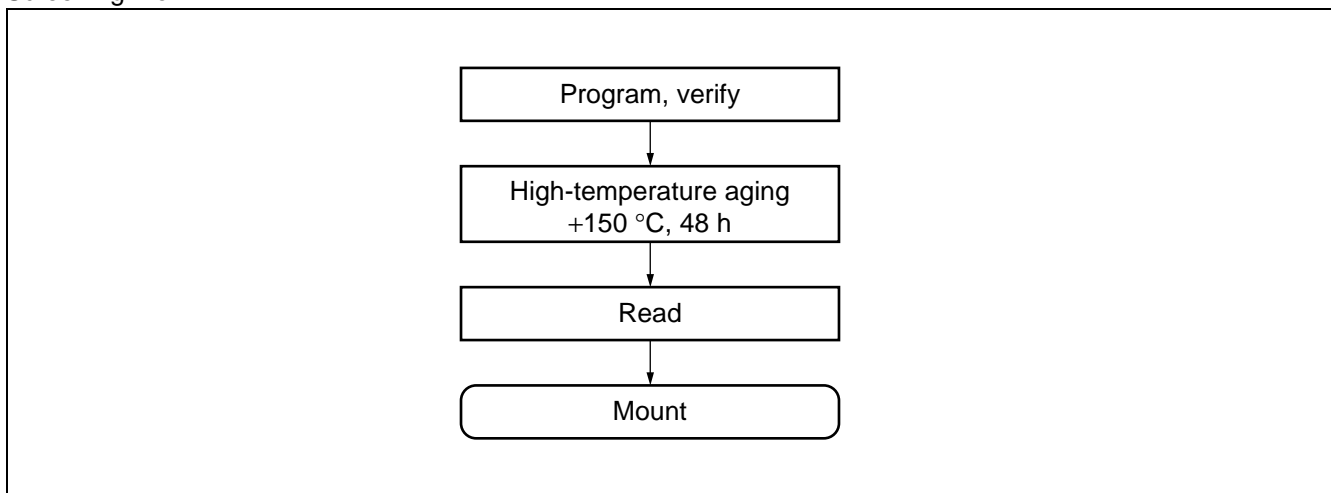 Program, verify
High-temperature aging
+150 °C, 48 h
Read
Mount